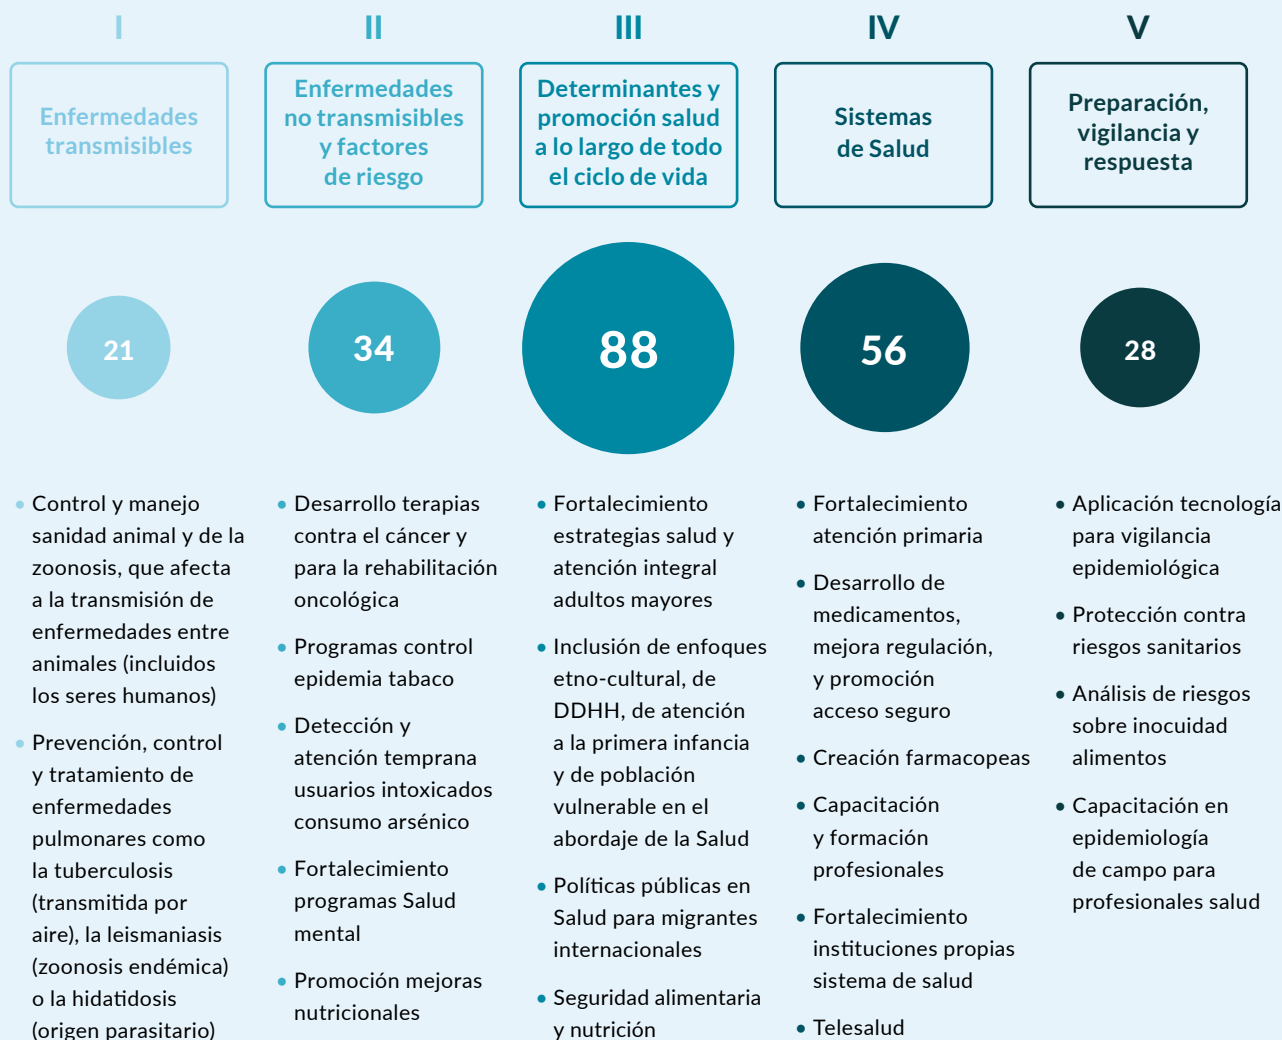 I
Enfermedades
transmisibles
21
• Control y manejo
sanidad animal y de la
zoonosis, que afecta
a la transmisión de
enfermedades entre
animales (incluidos
los seres humanos)
• Prevención, control
y tratamiento de
enfermedades
pulmonares como
la tuberculosis
(transmitida por
aire), la leismaniasis
(zoonosis endémica)
o la hidatidosis
(origen parasitario)
II
Enfermedades
no transmisibles
y factores
de riesgo
34
• Desarrollo terapias
contra el cáncer y
para la rehabilitación
oncológica
• Programas control
epidemia tabaco
• Detección y
atención temprana
usuarios intoxicados
consumo arsénico
• Fortalecimiento
programas Salud
mental
• Promoción mejoras
nutricionales
III
Determinantes y
promoción salud
a lo largo de todo
el ciclo de vida
88
• Fortalecimiento
estrategias salud y
atención integral
adultos mayores
• Inclusión de enfoques
etno-cultural, de
DDHH, de atención
a la primera infancia
y de población
vulnerable en el
abordaje de la Salud
• Políticas públicas en
Salud para migrantes
internacionales
• Seguridad alimentaria
y nutrición
IV
Sistemas
de Salud
56
• Fortalecimiento
atención primaria
• Desarrollo de
medicamentos,
mejora regulación,
y promoción
acceso seguro
• Creación farmacopeas
• Capacitación
y formación
profesionales
• Fortalecimiento
instituciones propias
sistema de salud
• Telesalud
V
Preparación,
vigilancia y
respuesta
28
• Aplicación tecnología
para vigilancia
epidemiológica
• Protección contra
riesgos sanitarios
• Análisis de riesgos
sobre inocuidad
alimentos
• Capacitación en
epidemiología
de campo para
profesionales salud